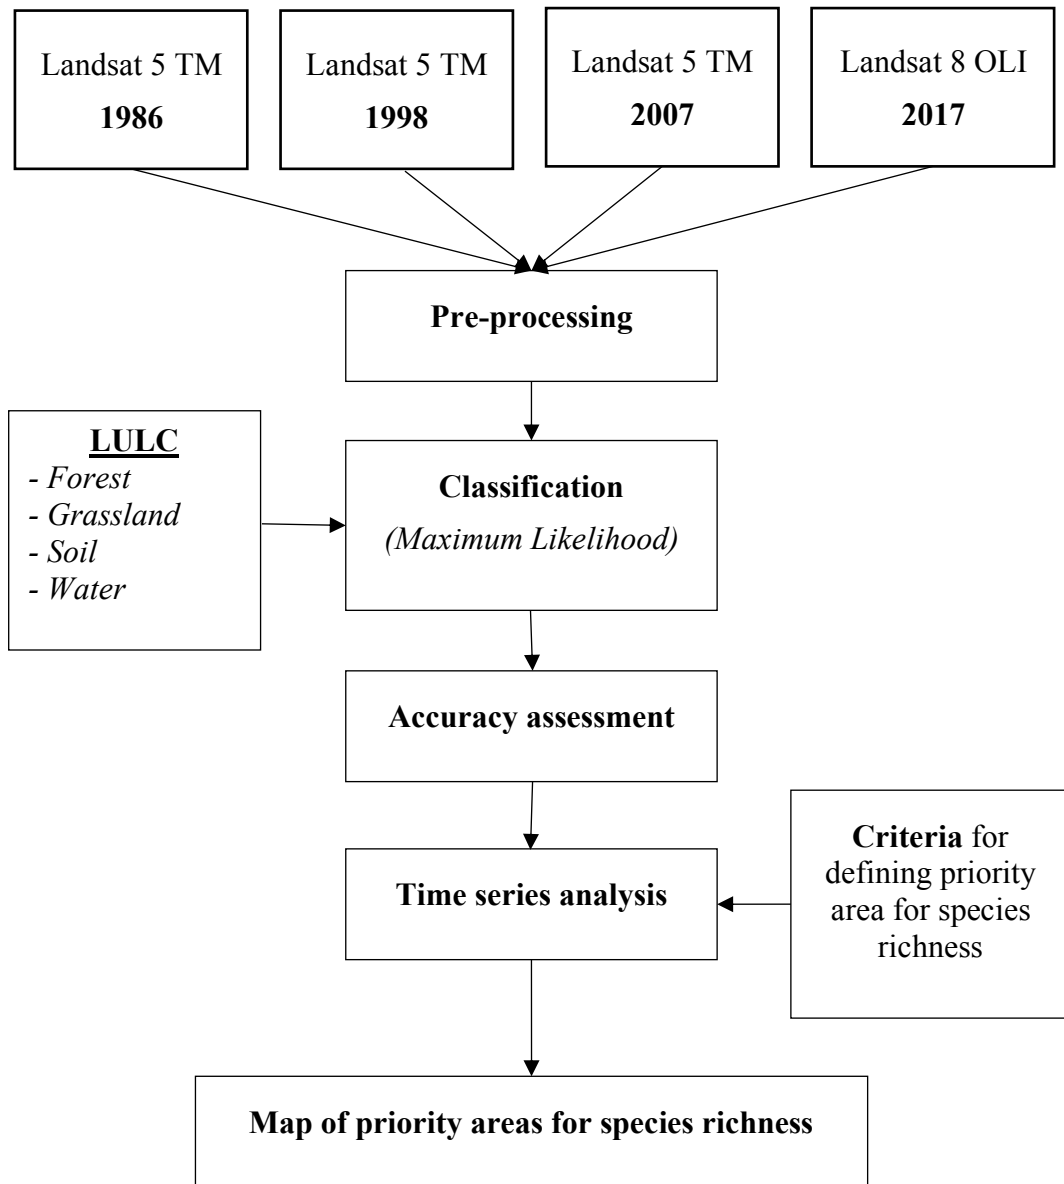 Landsat 5 TM
1986
Landsat 5 TM
1998
Landsat 5 TM
2007
Landsat 8 OLI
2017
Pre-processing
LULC
- Forest
- Grassland
- Soil
- Water
Classification
(Maximum Likelihood)
Accuracy assessment
Time series analysis
Criteria for
defining priority
area for species
richness
Map of priority areas for species richness